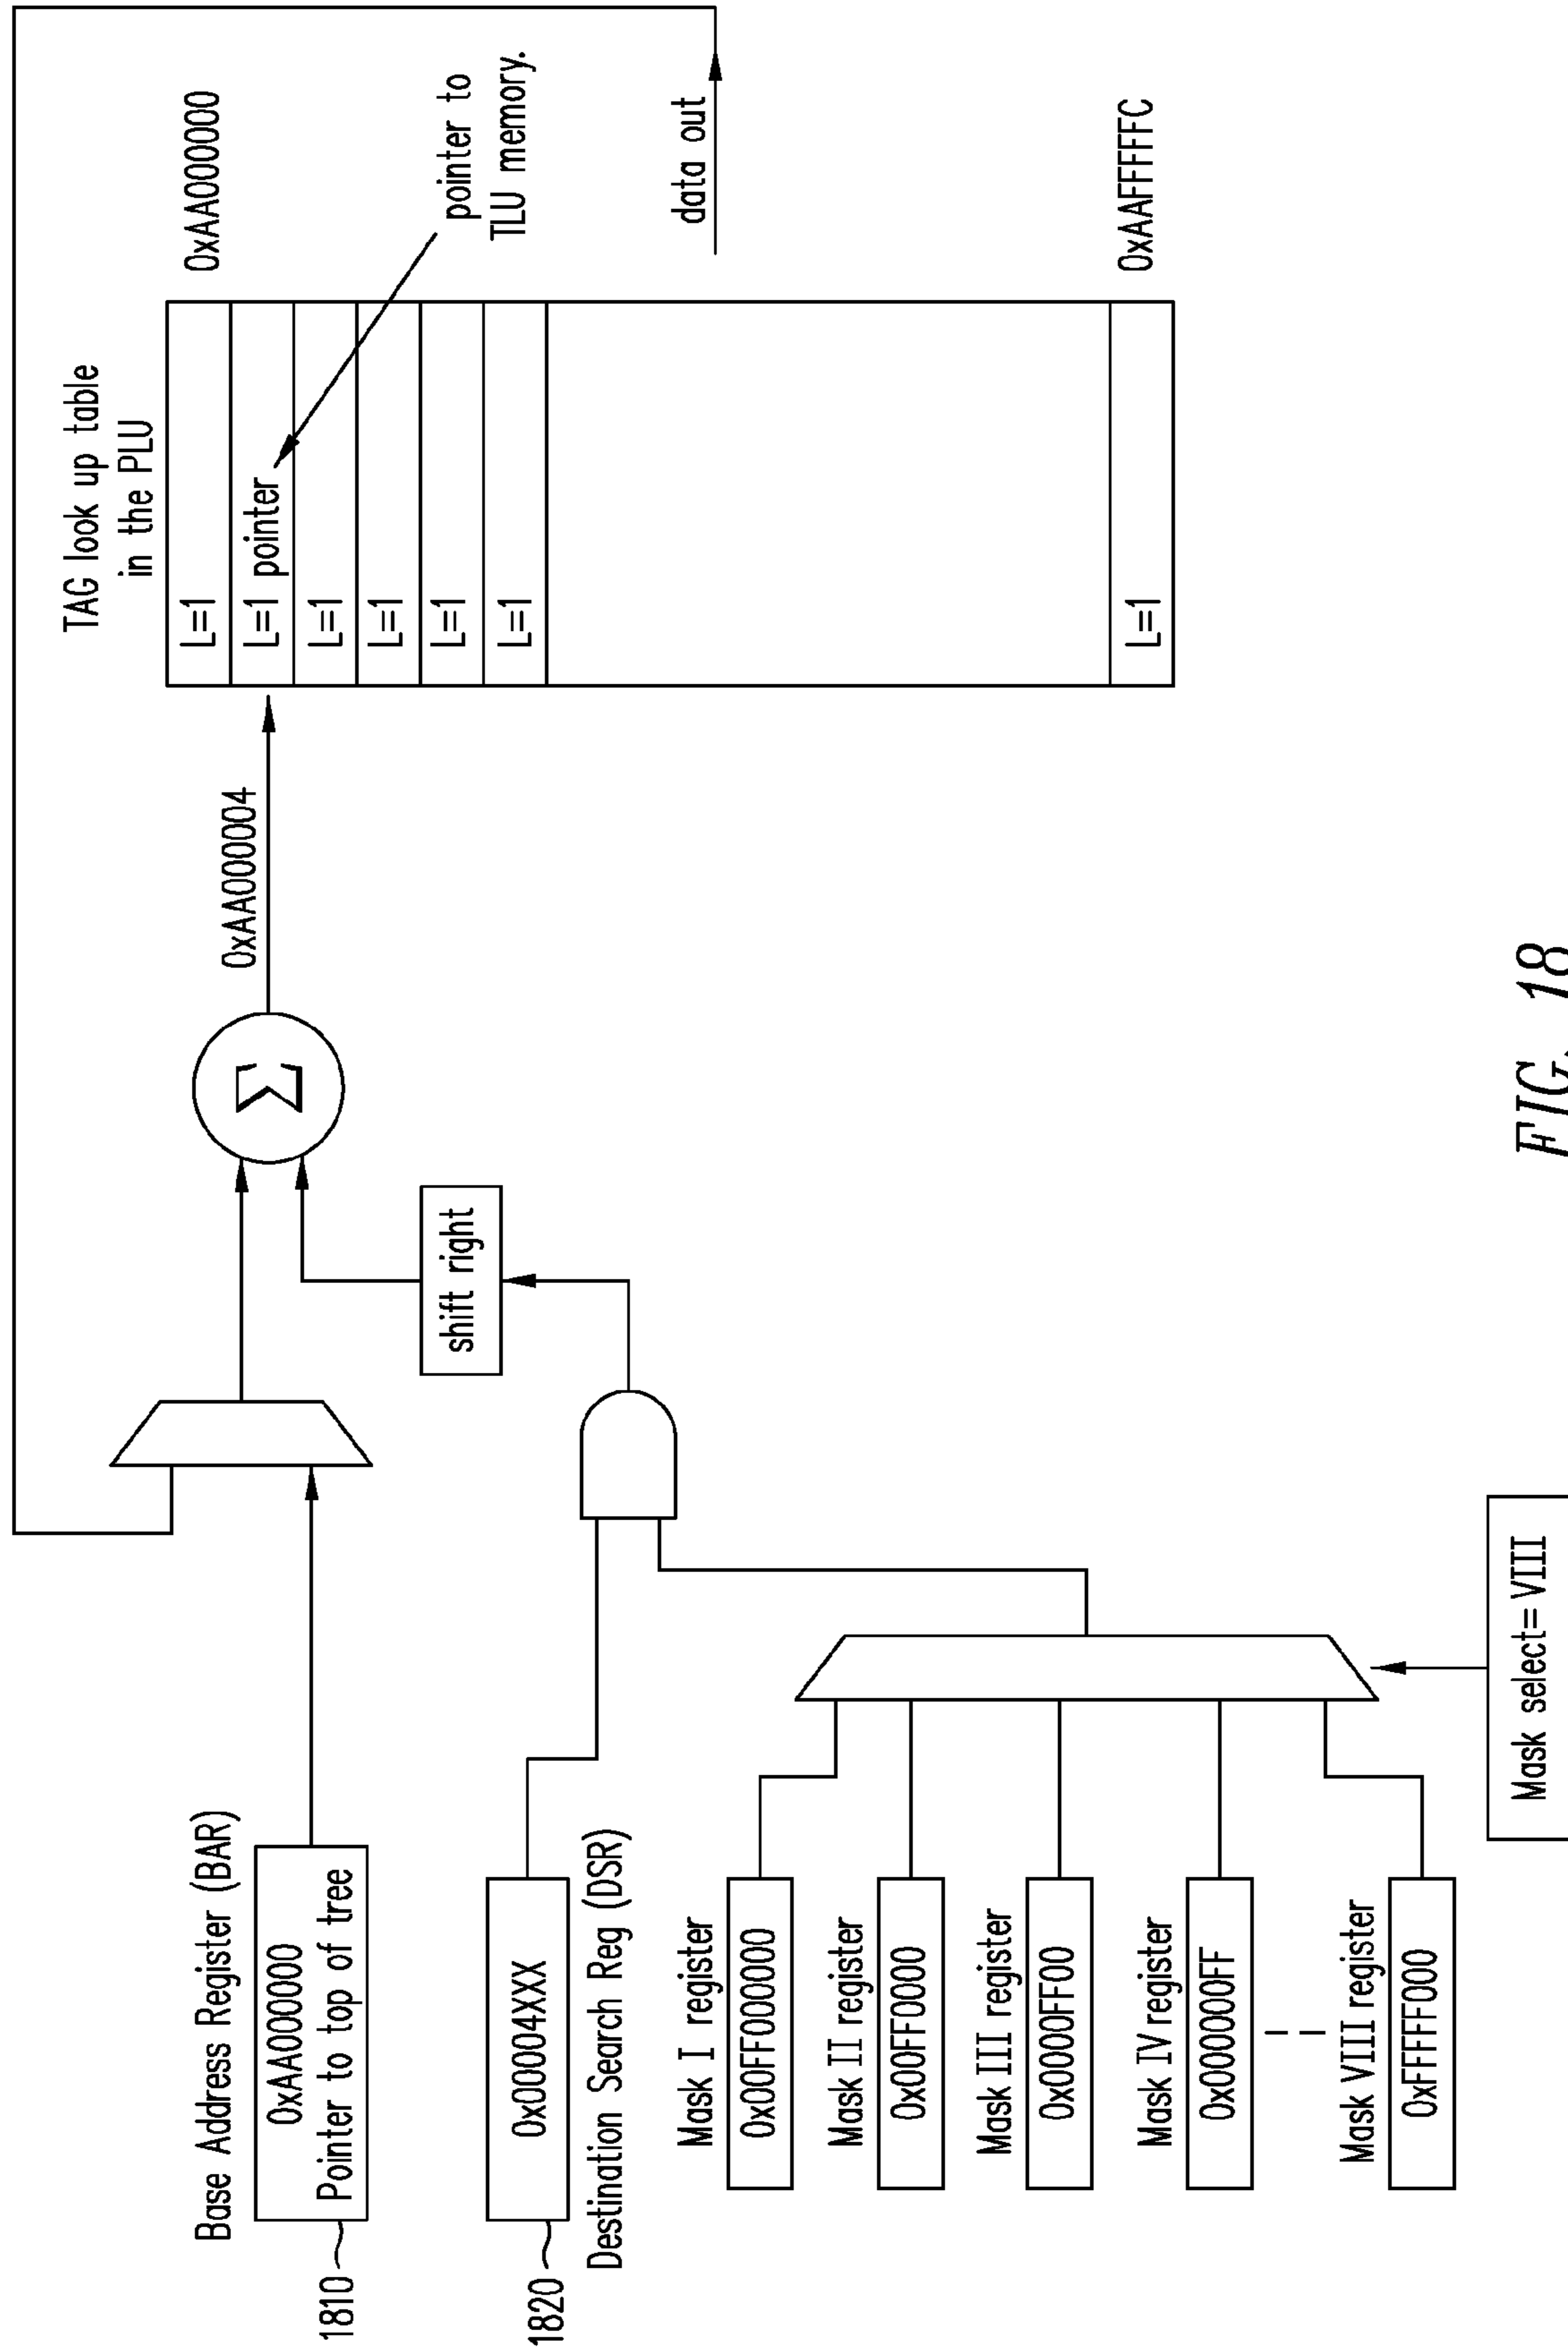 Base Address Register (BAR)
0xAA000000
Pointer to top of tree
1810
0x00004XXX
1820
Destination Search Reg (DSR)
Mask I register
0x00FF000000
Mask II register
0x00FF0000
Mask III register
0x0000FF00
Mask IV register
0x000000FF
Mask VIII register
0xFFFFF000
Mask select= VIII
shift right
Σ
0xAA000004
TAG look up table
in the PLU
L=1
L=1 pointer
L=1
L=1
L=1
L=1
L=1
0xAA000000
pointer to
TLU memory.
data out
0xAAFFFFFC
FIG. 18